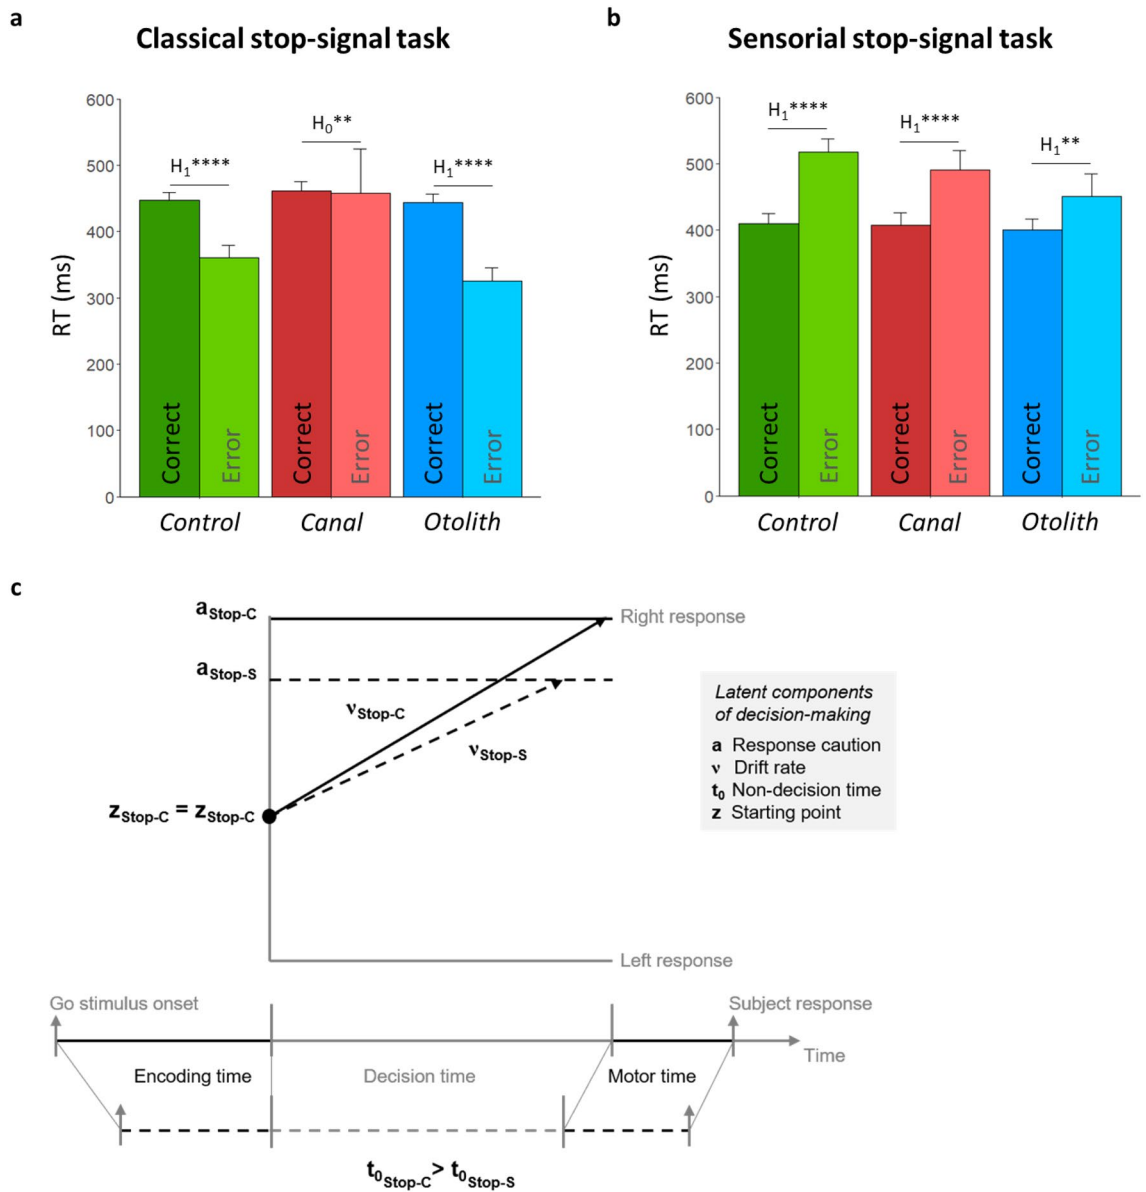 a
Classical stop-signal task
RT (ms)
600
500
400
300
200
100
0
H1****
H0**
H1****
Correct
Error
Correct
Error
Correct
Error
Control
Canal
Otolith
b
Sensorial stop-signal task
RT (ms)
600
500
400
300
200
100
0
H1****
H1****
H1**
Correct
Error
Correct
Error
Correct
Error
Control
Canal
Otolith
c
aStop-C
Right response
aStop-S
νStop-C
νStop-S
zStop-C = zStop-C
Left response
Latent components
of decision-making
a Response caution
ν Drift rate
t0 Non-decision time
z Starting point
Go stimulus onset
Subject response
Time
Encoding time
Decision time
Motor time
t0Stop-C> t0Stop-S